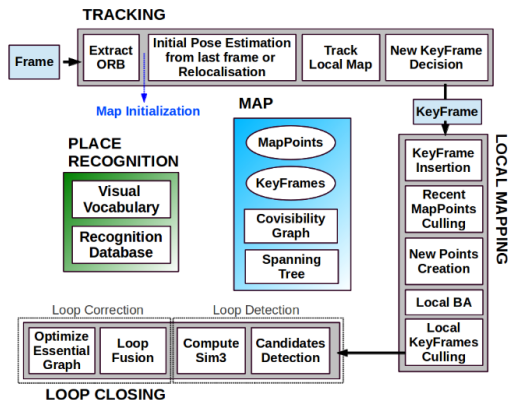 TRACKING
Frame
Extract
ORB
Initial Pose Estimation
from last frame or
Relocalisation
Track
Local Map
New KeyFrame
Decision
Map Initialization
KeyFrame
MAP
MapPoints
KeyFrames
Covisibility
Graph
Spanning
Tree
PLACE
RECOGNITION
Visual
Vocabulary
Recognition
Database
LOCAL MAPPING
KeyFrame
Insertion
Recent
MapPoints
Culling
New Points
Creation
Local BA
Local
KeyFrames
Culling
Loop Correction
Loop Detection
Optimize
Essential
Graph
Loop
Fusion
Compute
Sim3
Candidates
Detection
LOOP CLOSING